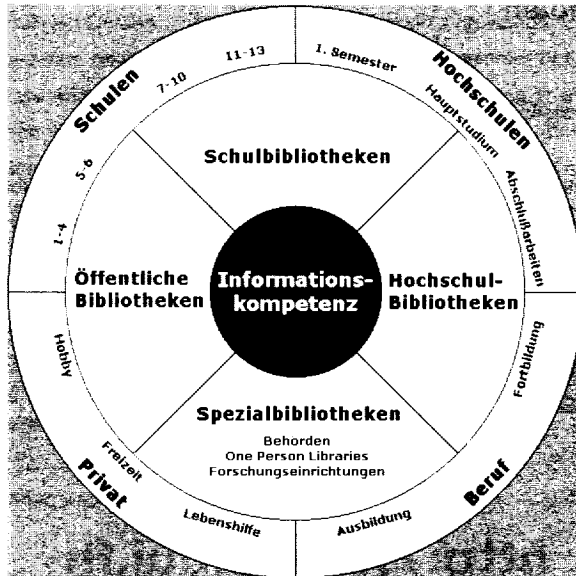 Schulen
1-4
5-6
7-10
11-13
Hochschulen
1. Semester
Hauptstudium
Abschlußarbeiten
Schulbibliotheken
Öffentliche
Bibliotheken
Informations-
kompetenz
Hochschul-
Bibliotheken
Spezialbibliotheken
Behorden
One Person Libraries
Forschungseinrichtungen
Privat
Hobby
Freizeit
Lebenshilfe
Beruf
Ausbildung
Fortbildung